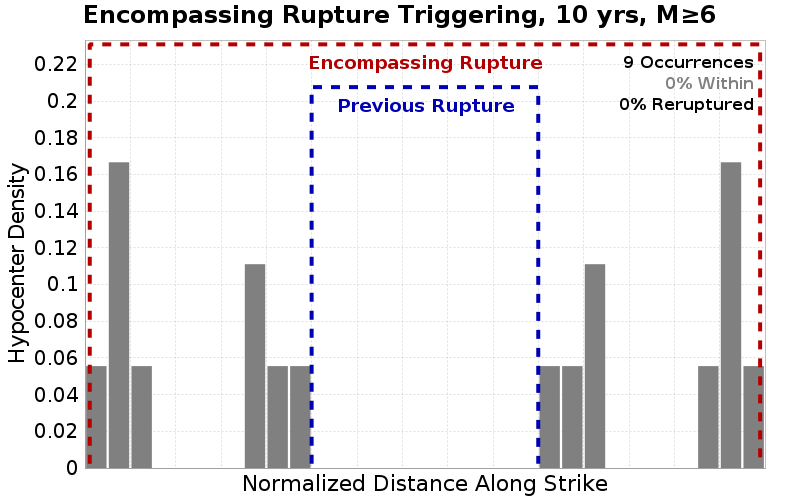 Encompassing Rupture Triggering, 10 yrs, M≥6
Encompassing Rupture
Previous Rupture
9 Occurrences
0% Within
0% Reruptured
Hypocenter Density
0.22
0.2
0.18
0.16
0.14
0.12
0.1
0.08
0.06
0.04
0.02
0
Normalized Distance Along Strike